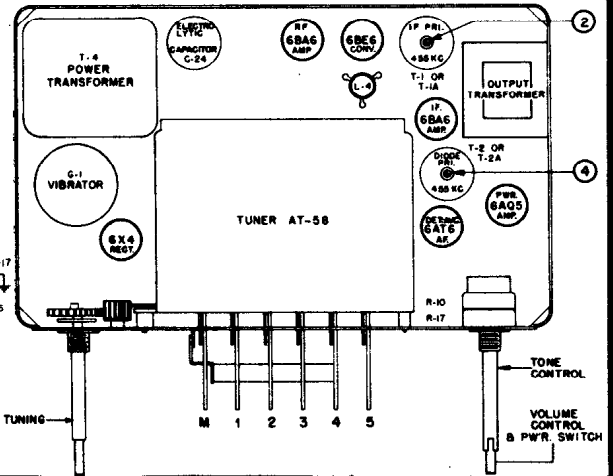 T-4
POWER
TRANSFORMER
ELECTRO
LYTIC
CAPACITOR
C-24
RF
6BA6
AMP
6BE6
CONV.
IF PRI.
455 KC
2
T-1 OR
T-1A
L-4
OUTPUT
TRANSFORMER
I.F.
6BA6
AMP.
G-1
VIBRATOR
T-2 OR
T-2A
DIODE
PRI.
455 KC
4
6X4
RECT.
TUNER AT-56
DET. AVC
6AT6
AF.
PWR.
6AQ5
AMP.
-17
R-10
R-17
TONE
CONTROL
TUNING
M 1 2 3 4 5
VOLUME
CONTROL
& PW'R. SWITCH